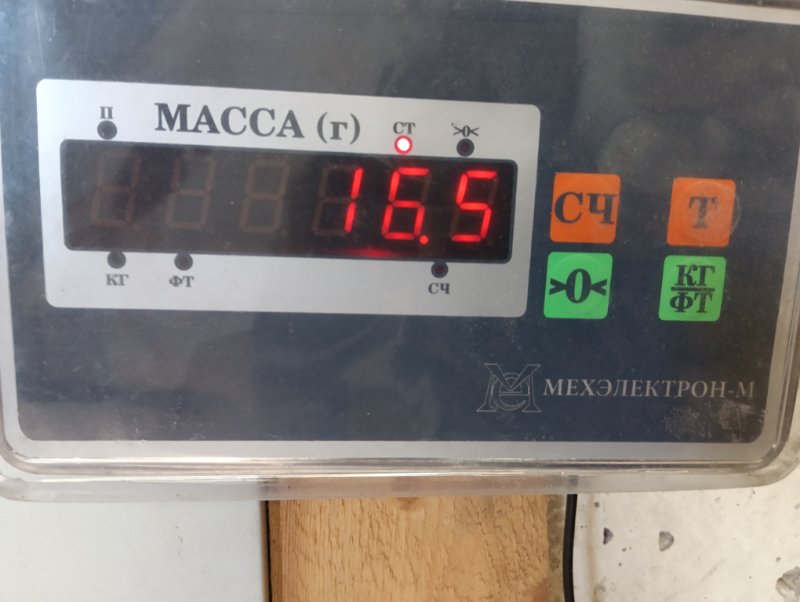 П
МАССА (г)
СТ
>0<
16.5
КГ
ФТ
СЧ
СЧ
Т
>0<
КГ
ФТ
МЕХЭЛЕКТРОН-М